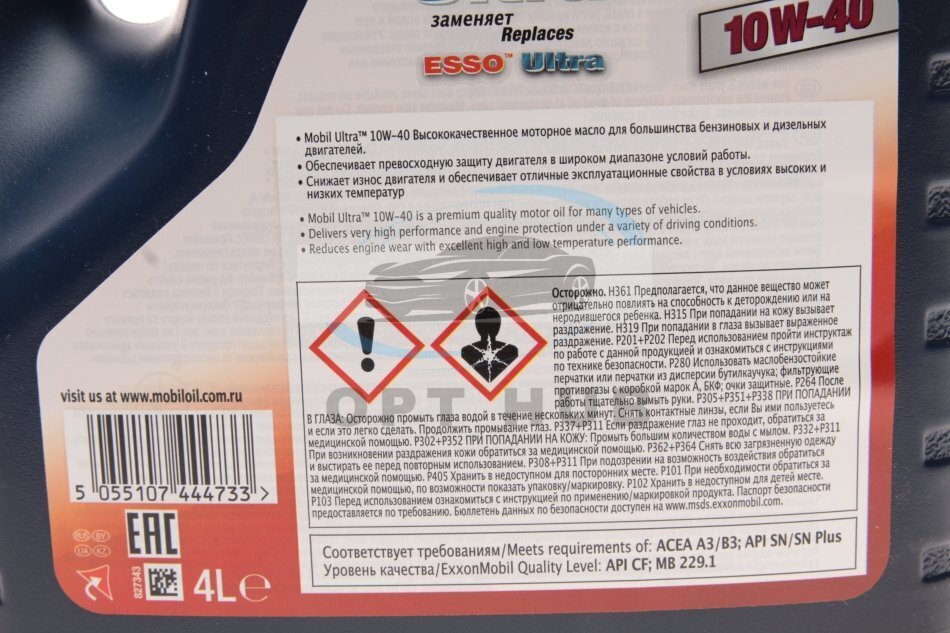 Ultra
заменяет
Replaces
ESSO™ Ultra
10W-40
• Mobil Ultra™ 10W-40 Высококачественное моторное масло для большинства бензиновых и дизельных
двигателей.
• Обеспечивает превосходную защиту двигателя в широком диапазоне условий работы.
• Снижает износ двигателя и обеспечивает отличные эксплуатационные свойства в условиях высоких и
низких температур
• Mobil Ultra™ 10W-40 is a premium quality motor oil for many types of vehicles.
• Delivers very high performance and engine protection under a variety of driving conditions.
• Reduces engine wear with excellent high and low temperature performance.
Осторожно. H361 Предполагается, что данное вещество может
отрицательно повлиять на способность к деторождению или на
неродившегося ребенка. H315 При попадании на кожу вызывает
раздражение. H319 При попадании в глаза вызывает выраженное
раздражение. P201+P202 Перед использованием пройти инструктаж
по работе с данной продукцией и ознакомиться с инструкциями
по технике безопасности. P280 Использовать маслобензостойкие
перчатки или перчатки из дисперсии бутилкаучука; фильтрующие
противогазы с коробкой марок А, БКФ; очки защитные. P264 После
работы тщательно вымыть руки. P305+P351+P338 ПРИ ПОПАДАНИИ
В ГЛАЗА: Осторожно промыть глаза водой в течение нескольких минут. Снять контактные линзы, если Вы ими пользуетесь
и если это легко сделать. Продолжить промывание глаз. P337+P311 Если раздражение глаз не проходит, обратиться за
медицинской помощью. P302+P352 ПРИ ПОПАДАНИИ НА КОЖУ: Промыть большим количеством воды с мылом. P332+P311
При возникновении раздражения кожи обратиться за медицинской помощью. P362+P364 Снять всю загрязненную одежду
и выстирать ее перед повторным использованием. P308+P311 При подозрении на возможность воздействия обратиться
за медицинской помощью. P405 Хранить в недоступном для посторонних месте. P101 При необходимости обратиться за
медицинской помощью, по возможности показать упаковку/маркировку. P102 Хранить в недоступном для детей месте.
P103 Перед использованием ознакомиться с инструкцией по применению/маркировкой продукта. Паспорт безопасности
предоставляется по требованию. Бюллетень данных по безопасности доступен на www.msds.exxonmobil.com.
Соответствует требованиям/Meets requirements of: ACEA A3/B3; API SN/SN Plus
Уровень качества/ExxonMobil Quality Level: API CF; MB 229.1
visit us at www.mobiloil.com.ru
5 055107 444733 >
RUS BY
UA KZ
EAC
827343
4L℮